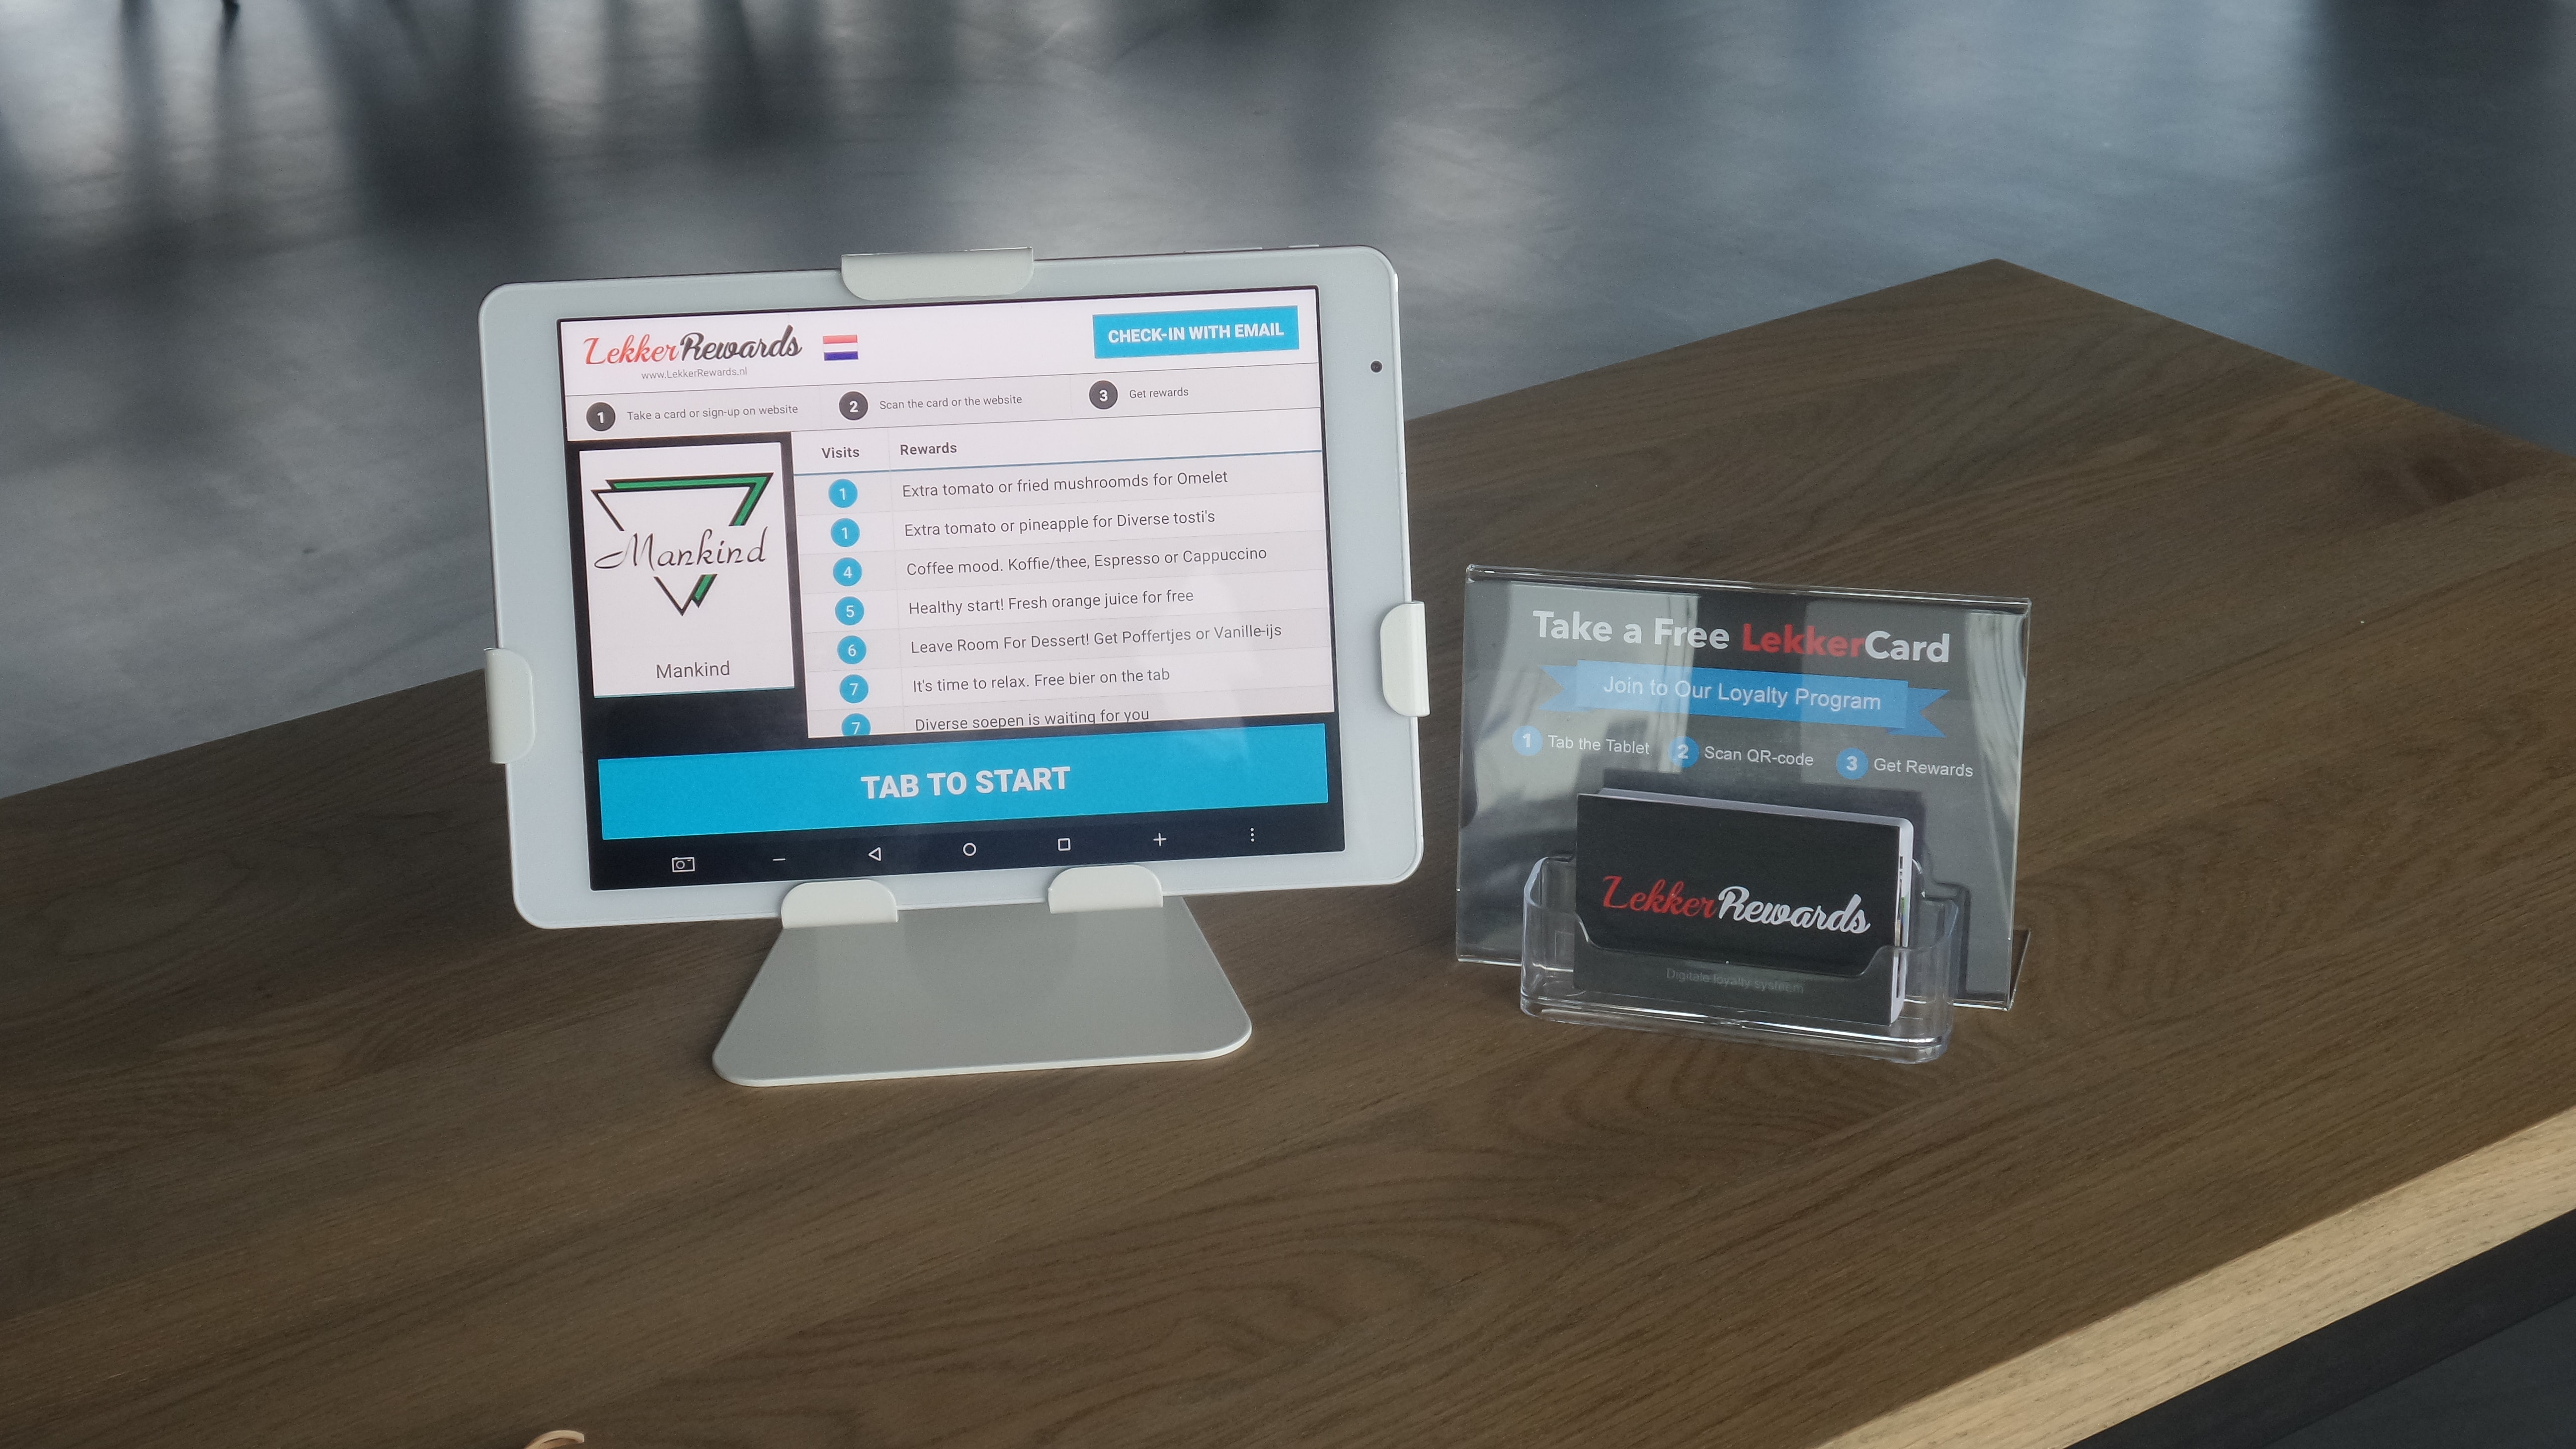 LekkerRewards
www.LekkerRewards.nl
CHECK-IN WITH EMAIL
1 Take a card or sign-up on website
2 Scan the card or the website
3 Get rewards
Mankind
Mankind
Visits Rewards
1 Extra tomato or fried mushroomds for Omelet
1 Extra tomato or pineapple for Diverse tosti's
4 Coffee mood. Koffie/thee, Espresso or Cappuccino
5 Healthy start! Fresh orange juice for free
6 Leave Room For Dessert! Get Poffertjes or Vanille-ijs
7 It's time to relax. Free bier on the tab
7 Diverse soepen is waiting for you
TAB TO START
Take a Free LekkerCard
Join to Our Loyalty Program
1 Tab the Tablet 2 Scan QR-code 3 Get Rewards
LekkerRewards
Digitale loyalty systeem